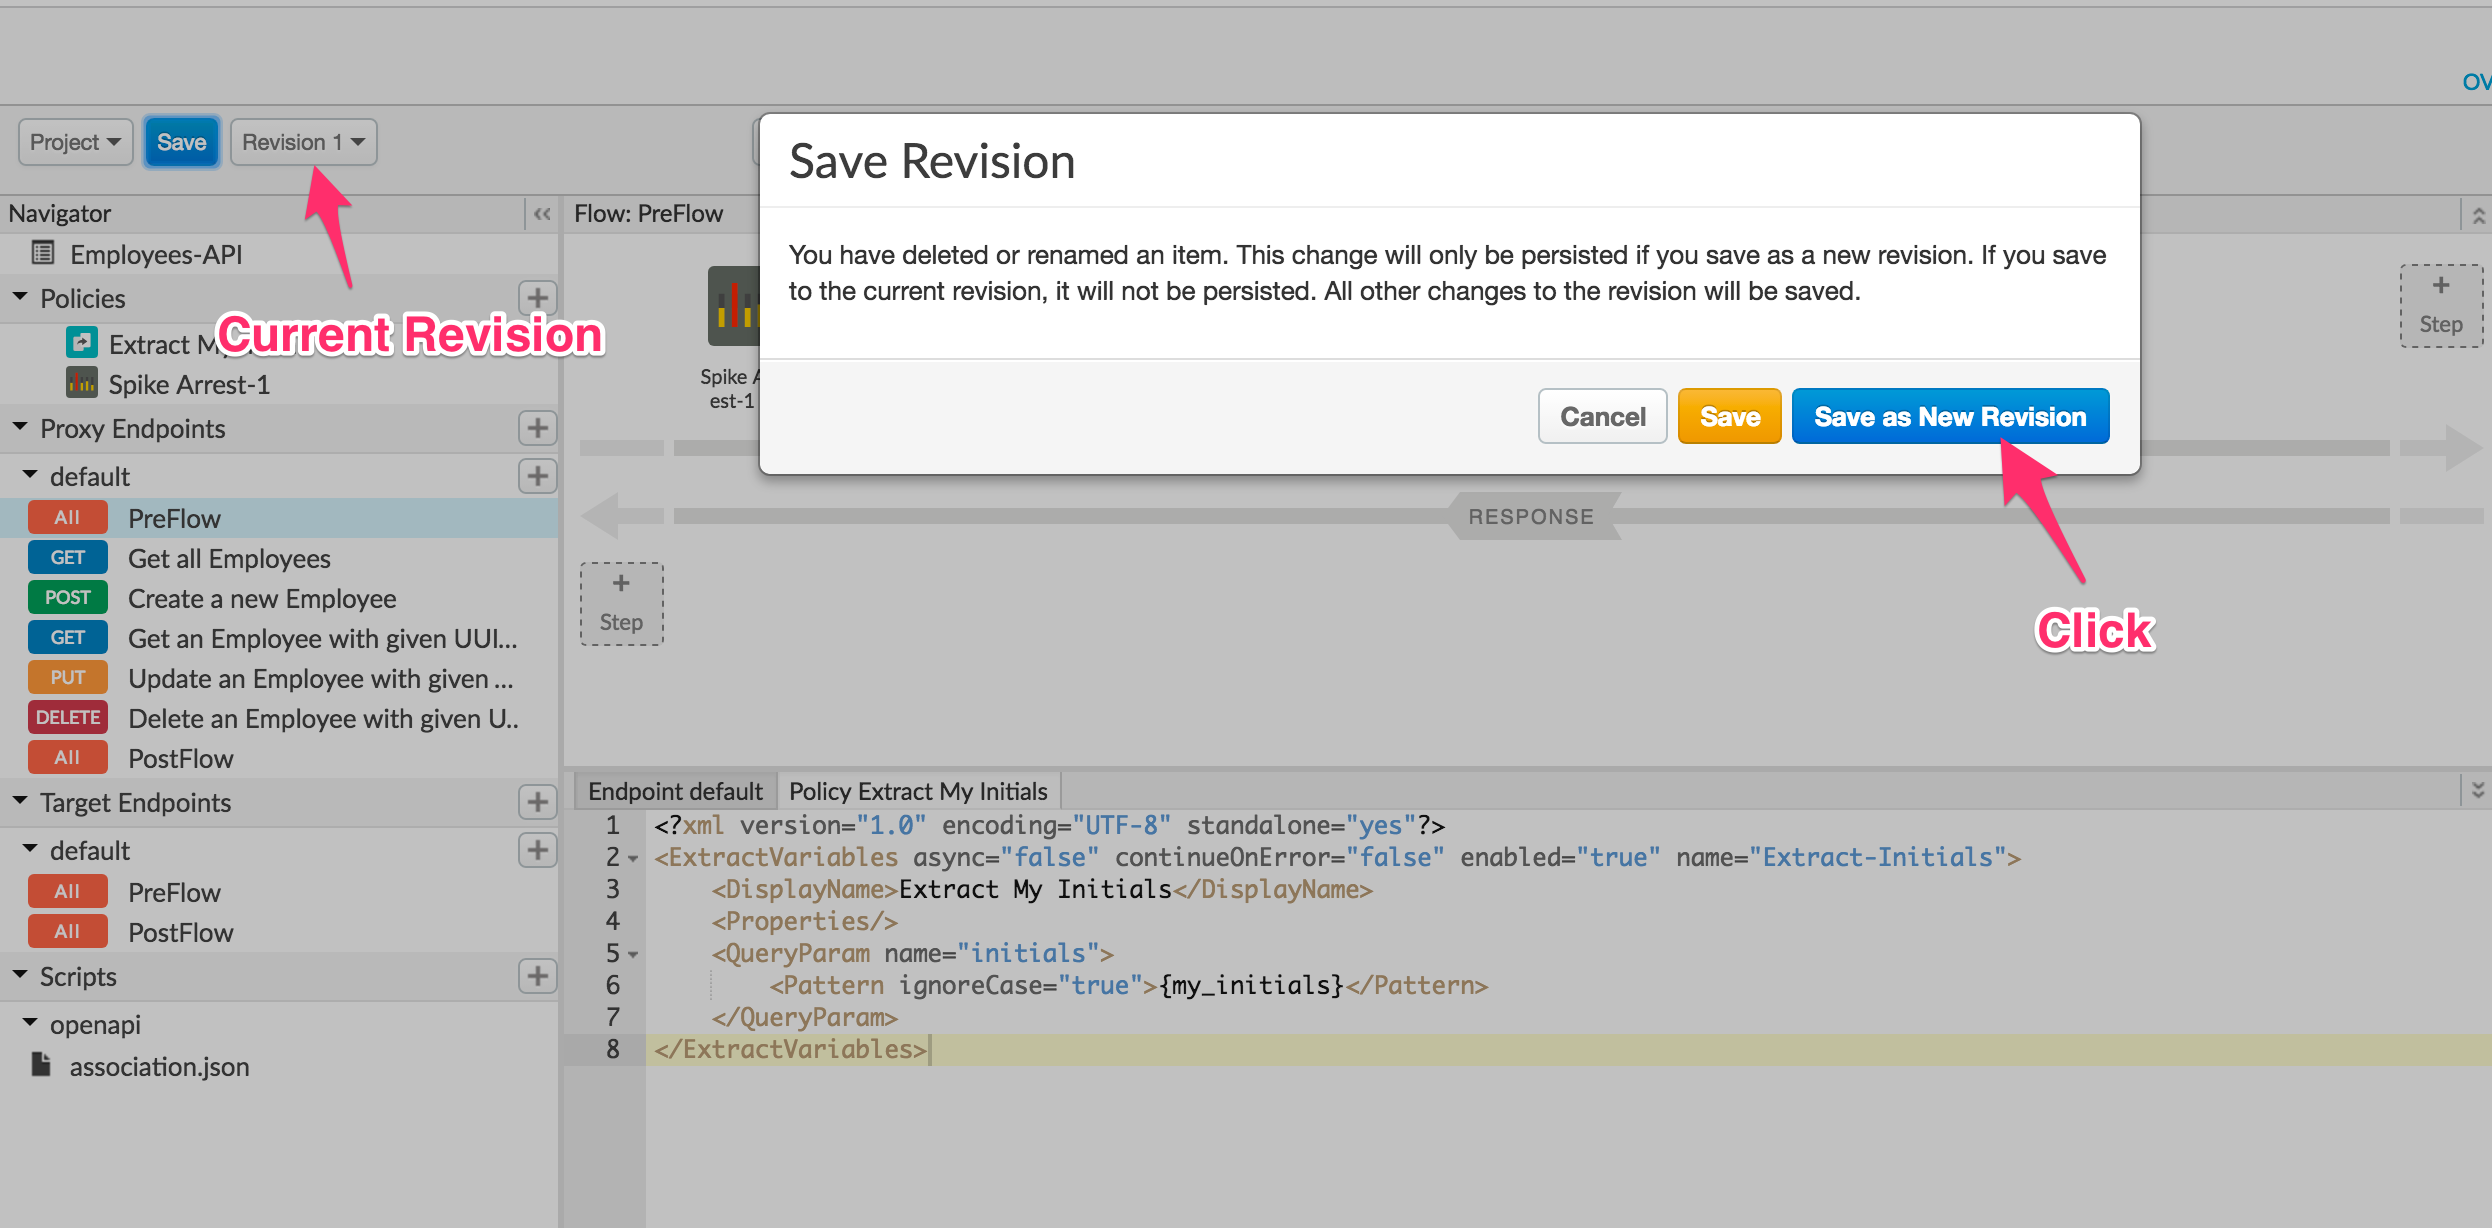 OV
Project
Save
Revision 1
Save Revision
You have deleted or renamed an item. This change will only be persisted if you save as a new revision. If you save
to the current revision, it will not be persisted. All other changes to the revision will be saved.
Cancel
Save
Save as New Revision
Click
Current Revision
Navigator
Employees-API
Policies
Extract My
Spike Arrest-1
Proxy Endpoints
default
All PreFlow
GET Get all Employees
POST Create a new Employee
GET Get an Employee with given UUI...
PUT Update an Employee with given ...
DELETE Delete an Employee with given U..
All PostFlow
Target Endpoints
default
All PreFlow
All PostFlow
Scripts
openapi
association.json
Flow: PreFlow
Spike A
est-1
+
Step
RESPONSE
+
Step
Endpoint default
Policy Extract My Initials
1 <?xml version="1.0" encoding="UTF-8" standalone="yes"?>
2 <ExtractVariables async="false" continueOnError="false" enabled="true" name="Extract-Initials">
3 <DisplayName>Extract My Initials</DisplayName>
4 <Properties/>
5 <QueryParam name="initials">
6 <Pattern ignoreCase="true">{my_initials}</Pattern>
7 </QueryParam>
8 </ExtractVariables>